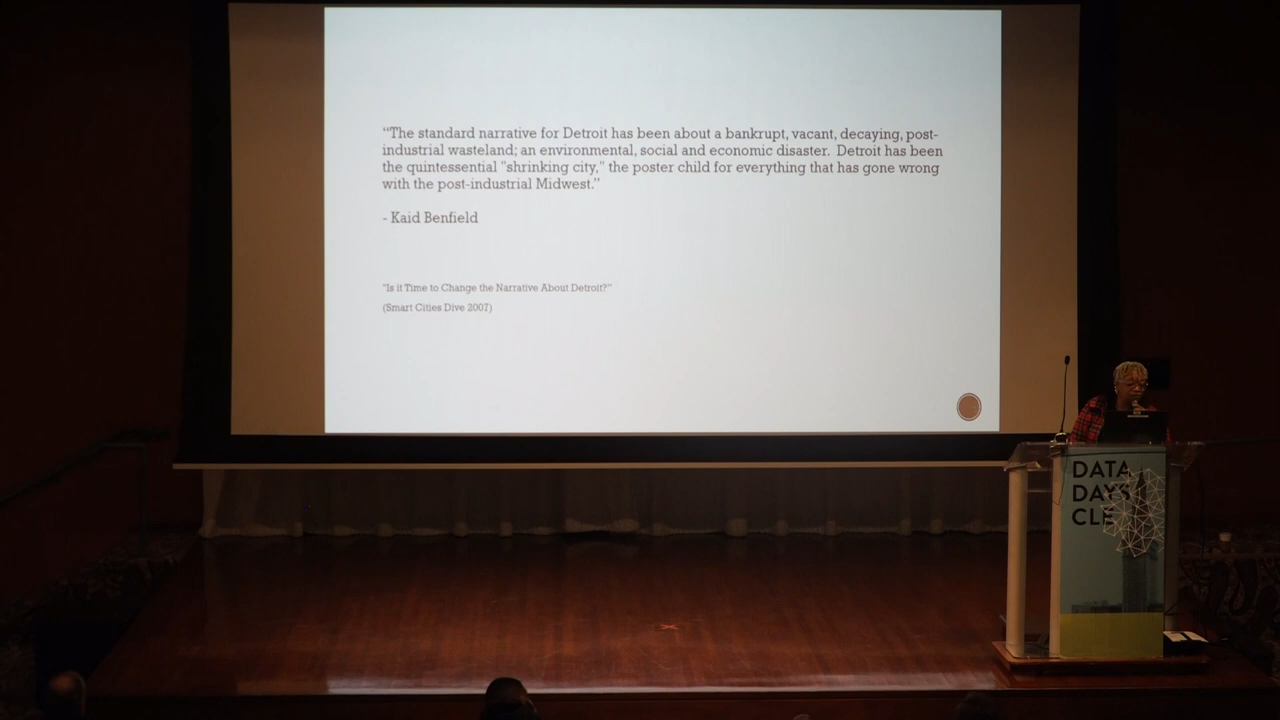 “The standard narrative for Detroit has been about a bankrupt, vacant, decaying, post-
industrial wasteland; an environmental, social and economic disaster. Detroit has been
the quintessential "shrinking city," the poster child for everything that has gone wrong
with the post-industrial Midwest.”
- Kaid Benfield
"Is it Time to Change the Narrative About Detroit?"
(Smart Cities Dive 2007)
DATA
DAYS
CLE